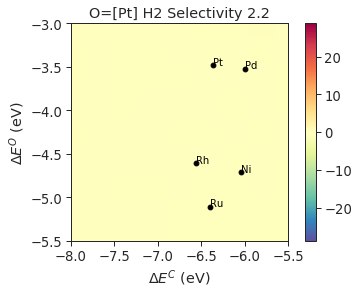 O=[Pt] H2 Selectivity 2.2
ΔE^O (eV)
−3.0
−3.5
−4.0
−4.5
−5.0
−5.5
Pt
Pd
Rh
Ni
Ru
20
10
0
−10
−20
−8.0 −7.5 −7.0 −6.5 −6.0 −5.5
ΔE^C (eV)